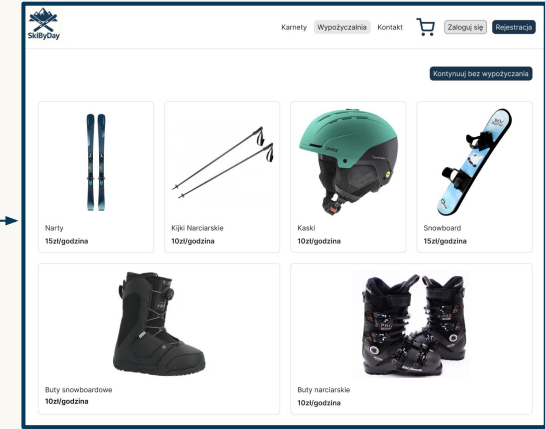 SkiByDay
Karnety Wypożyczalnia Kontakt Zaloguj się Rejestracja
Kontynuuj bez wypożyczania
Narty
15zł/godzina
Kijki Narciarskie
10zł/godzina
Kaski
10zł/godzina
Snowboard
15zł/godzina
Buty snowboardowe
10zł/godzina
Buty narciarskie
10zł/godzina